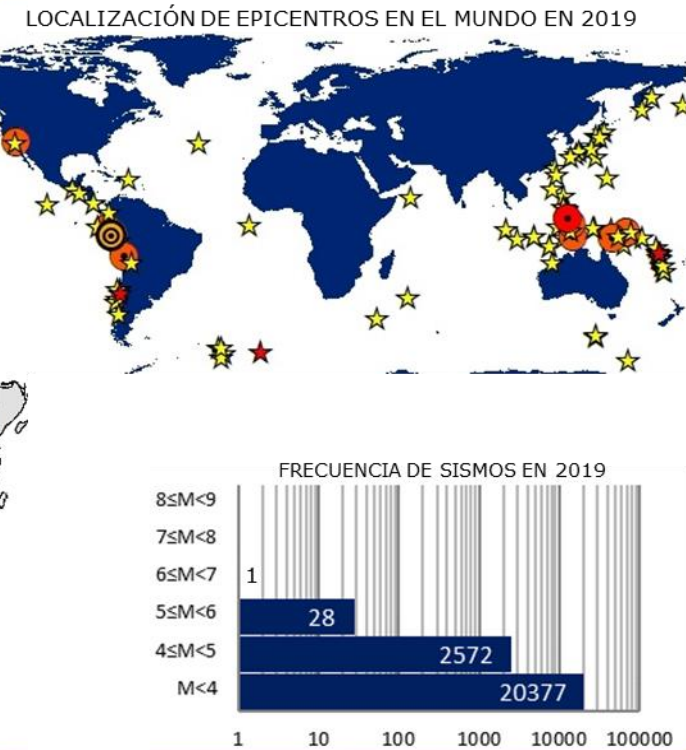 LOCALIZACIÓN DE EPICENTROS EN EL MUNDO EN 2019
FRECUENCIA DE SISMOS EN 2019
8≤M<9
7≤M<8
6≤M<7 1
5≤M<6 28
4≤M<5 2572
M<4 20377
1 10 100 1000 10000 100000